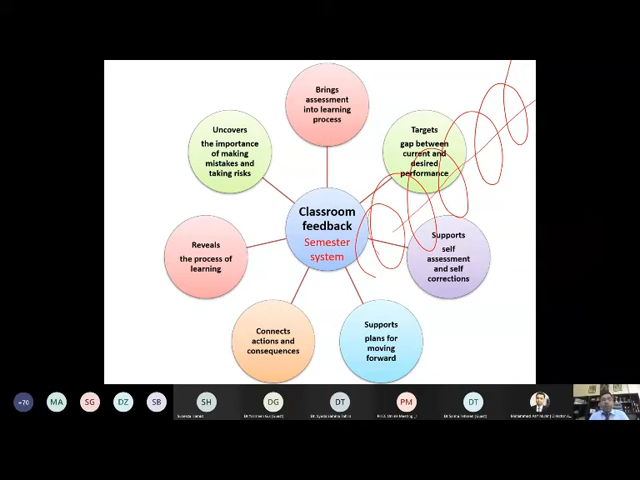 Brings
assessment
into learning
process
Uncovers
the importance
of making
mistakes and
taking risks
Targets
gap between
current and
desired
performance
Classroom
feedback
Semester
system
Reveals
the process of
learning
Supports
self
assessment
and self
corrections
Connects
actions and
consequences
Supports
plans for
moving
forward
+70
MA
SG
DZ
SB
SH
DG
DT
PM
DT